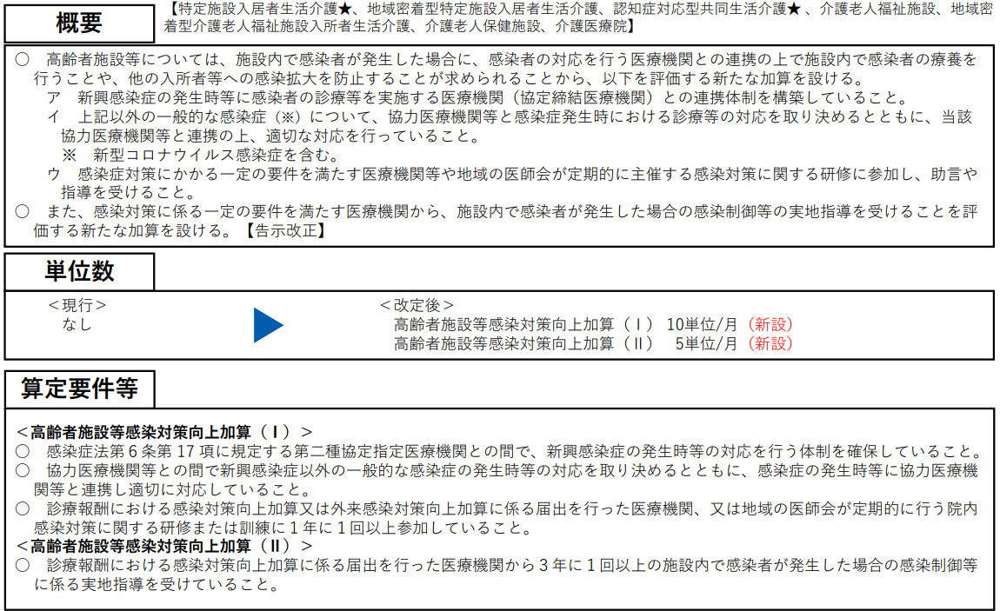 概要
【特定施設入居者生活介護★、地域密着型特定施設入居者生活介護、認知症対応型共同生活介護★、介護老人福祉施設、地域密
着型介護老人福祉施設入所者生活介護、介護老人保健施設、介護医療院】
○ 高齢者施設等については、施設内で感染者が発生した場合に、感染者の対応を行う医療機関との連携の上で施設内で感染者の療養を
行うことや、他の入所者等への感染拡大を防止することが求められることから、以下を評価する新たな加算を設ける。
ア 新興感染症の発生時等に感染者の診療等を実施する医療機関（協定締結医療機関）との連携体制を構築していること。
イ 上記以外の一般的な感染症（※）について、協力医療機関等と感染症発生時における診療等の対応を取り決めるとともに、当該
協力医療機関等と連携の上、適切な対応を行っていること。
※ 新型コロナウイルス感染症を含む。
ウ 感染症対策にかかる一定の要件を満たす医療機関等や地域の医師会が定期的に主催する感染対策に関する研修に参加し、助言や
指導を受けること。
○ また、感染対策に係る一定の要件を満たす医療機関から、施設内で感染者が発生した場合の感染制御等の実地指導を受けることを評
価する新たな加算を設ける。【告示改正】
単位数
＜現行＞
なし
＜改定後＞
高齢者施設等感染対策向上加算（Ⅰ） 10単位/月（新設）
高齢者施設等感染対策向上加算（Ⅱ） 5単位/月（新設）
算定要件等
＜高齢者施設等感染対策向上加算（Ⅰ）＞
○ 感染症法第６条第 17 項に規定する第二種協定指定医療機関との間で、新興感染症の発生時等の対応を行う体制を確保していること。
○ 協力医療機関等との間で新興感染症以外の一般的な感染症の発生時等の対応を取り決めるとともに、感染症の発生時等に協力医療機
関等と連携し適切に対応していること。
○ 診療報酬における感染対策向上加算又は外来感染対策向上加算に係る届出を行った医療機関、又は地域の医師会が定期的に行う院内
感染対策に関する研修または訓練に１年に１回以上参加していること。
＜高齢者施設等感染対策向上加算（Ⅱ）＞
○ 診療報酬における感染対策向上加算に係る届出を行った医療機関から３年に１回以上の施設内で感染者が発生した場合の感染制御等
に係る実地指導を受けていること。